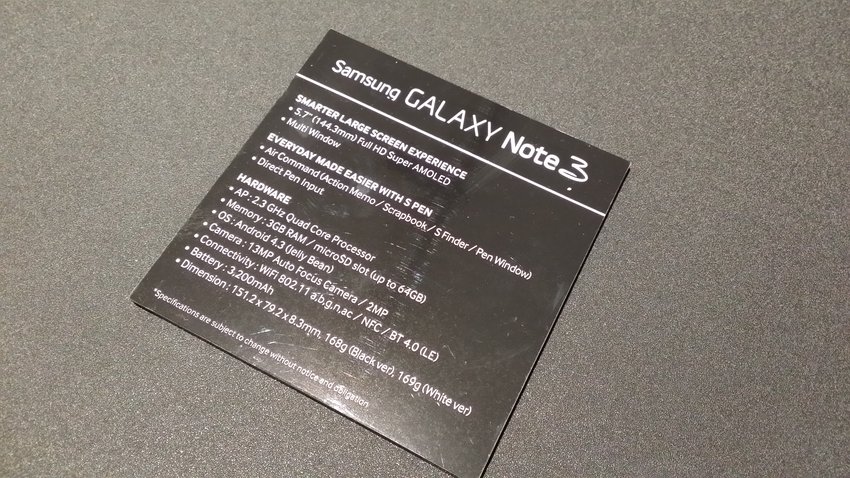 Samsung GALAXY Note 3
SMARTER LARGE SCREEN EXPERIENCE
• 5.7" (144.3mm) Full HD Super AMOLED
• Multi Window
EVERYDAY MADE EASIER WITH S PEN
• Air Command (Action Memo / Scrapbook / S Finder / Pen Window)
• Direct Pen Input
HARDWARE
• AP : 2.3 GHz Quad Core Processor
• Memory : 3GB RAM / microSD slot (up to 64GB)
• OS : Android 4.3 (Jelly Bean)
• Camera : 13MP Auto Focus Camera / 2MP
• Connectivity : WiFi 802.11 a,b,g,n,ac / NFC / BT 4.0 (LE)
• Battery : 3.200mAh
• Dimension : 151.2 x 79.2 x 8.3mm, 168g (Black ver), 169g (White ver)
*Specifications are subject to change without notice and obligation